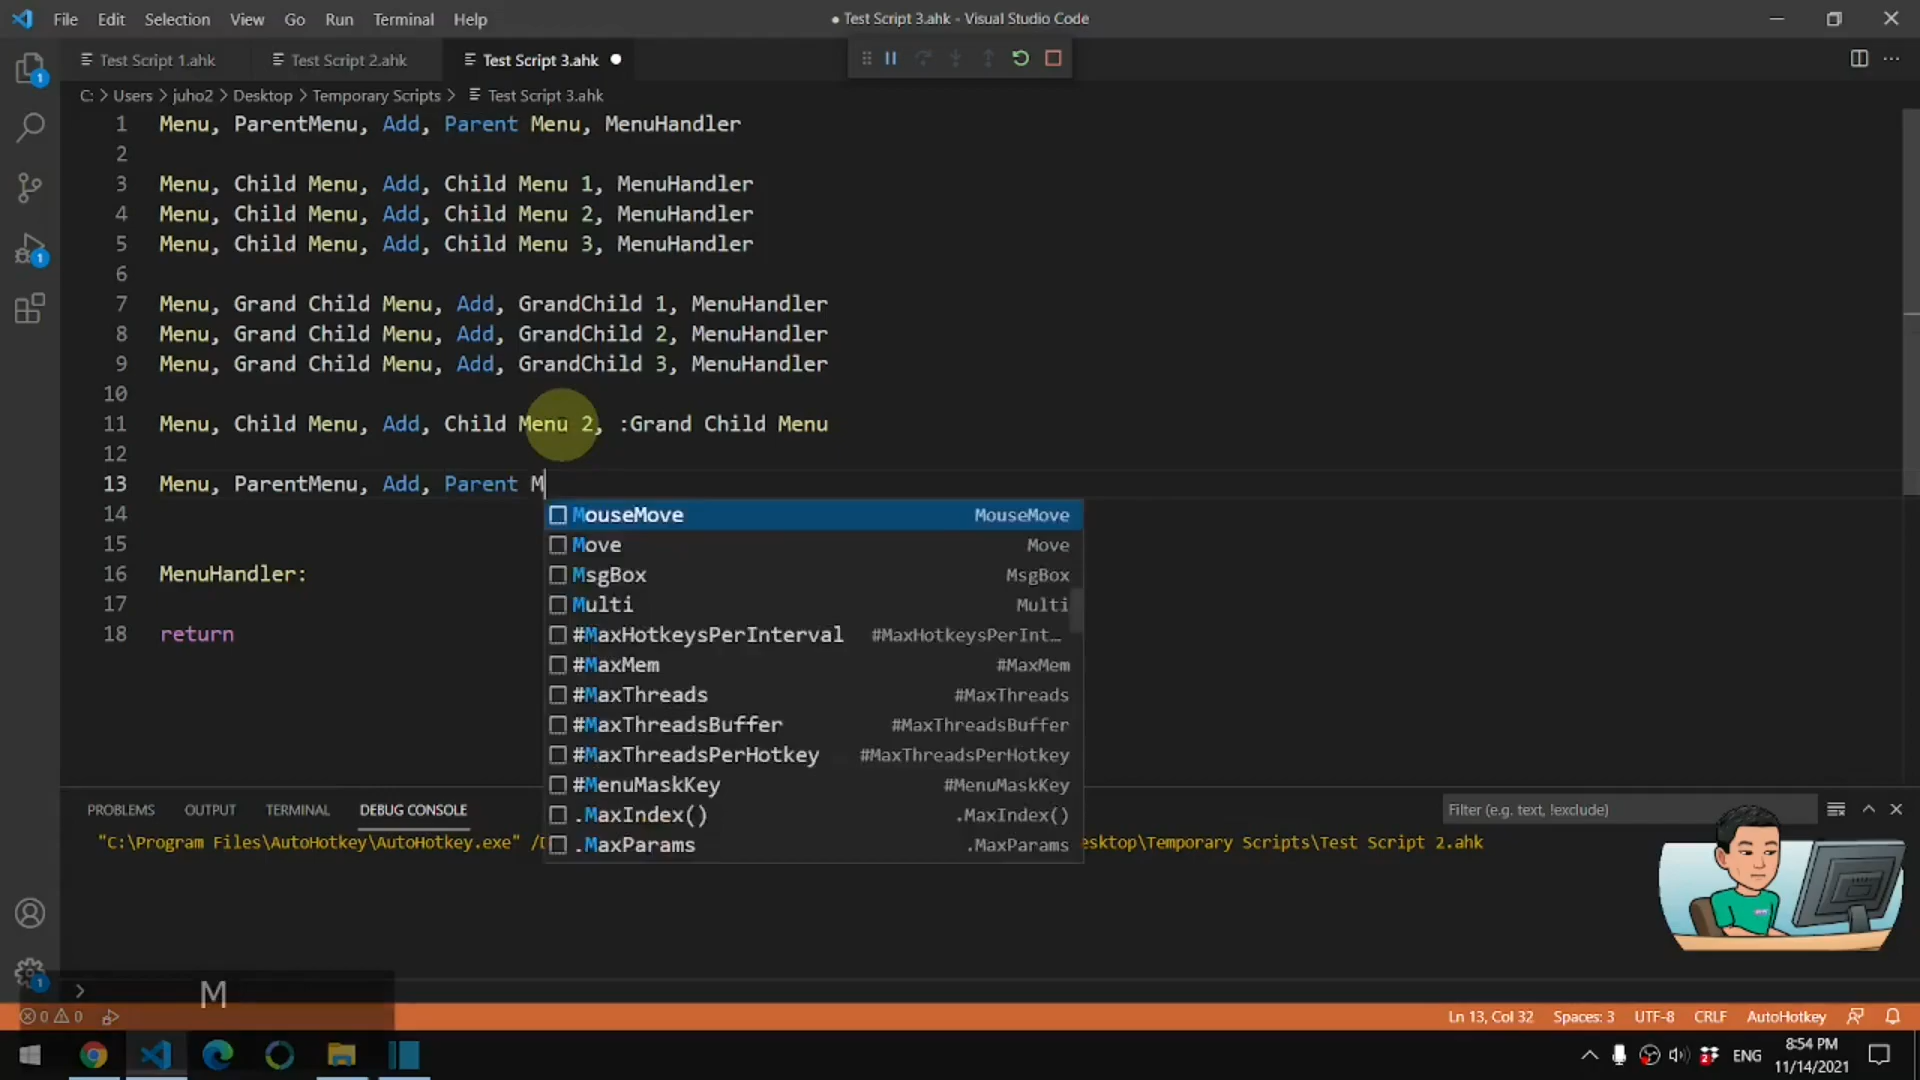 File Edit Selection View Go Run Terminal Help
● Test Script 3.ahk - Visual Studio Code
Test Script 1.ahk
Test Script 2.ahk
Test Script 3.ahk ●
C: > Users > juho2 > Desktop > Temporary Scripts > Test Script 3.ahk
1 Menu, ParentMenu, Add, Parent Menu, MenuHandler
2
3 Menu, Child Menu, Add, Child Menu 1, MenuHandler
4 Menu, Child Menu, Add, Child Menu 2, MenuHandler
5 Menu, Child Menu, Add, Child Menu 3, MenuHandler
6
7 Menu, Grand Child Menu, Add, GrandChild 1, MenuHandler
8 Menu, Grand Child Menu, Add, GrandChild 2, MenuHandler
9 Menu, Grand Child Menu, Add, GrandChild 3, MenuHandler
10
11 Menu, Child Menu, Add, Child Menu 2, :Grand Child Menu
12
13 Menu, ParentMenu, Add, Parent M
14
15
16 MenuHandler:
17
18 return
MouseMove MouseMove
Move Move
MsgBox MsgBox
Multi Multi
#MaxHotkeysPerInterval #MaxHotkeysPerInt…
#MaxMem #MaxMem
#MaxThreads #MaxThreads
#MaxThreadsBuffer #MaxThreadsBuffer
#MaxThreadsPerHotkey #MaxThreadsPerHotkey
#MenuMaskKey #MenuMaskKey
.MaxIndex() .MaxIndex()
.MaxParams .MaxParams
PROBLEMS OUTPUT TERMINAL DEBUG CONSOLE
Filter (e.g. text, !exclude)
"C:\Program Files\AutoHotkey\AutoHotkey.exe" esktop\Temporary Scripts\Test Script 2.ahk
M
0 0
Ln 13, Col 32 Spaces: 3 UTF-8 CRLF AutoHotkey
ENG
8:54 PM
11/14/2021